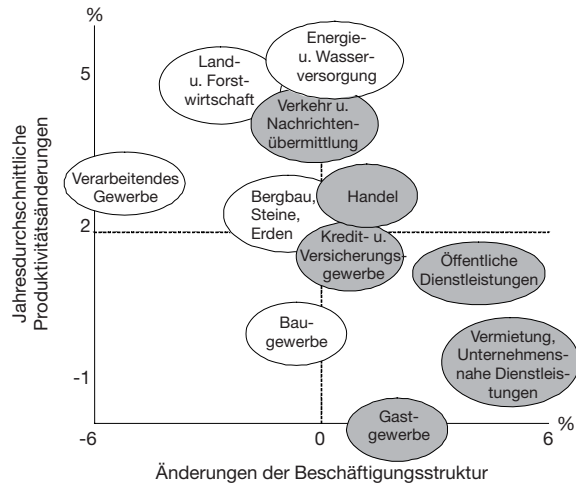 %
Jahresdurchschnittliche
Produktivitätsänderungen
5
2
-1
Energie-
u. Wasser-
versorgung
Land-
u. Forst-
wirtschaft
Verkehr u.
Nachrichten-
übermittlung
Verarbeitendes
Gewerbe
Bergbau,
Steine,
Erden
Handel
Kredit- u.
Versicherungs-
gewerbe
Öffentliche
Dienstleistungen
Bau-
gewerbe
Vermietung,
Unternehmens-
nahe Dienstleis-
tungen
Gast-
gewerbe
-6
0
6
%
Änderungen der Beschäftigungsstruktur